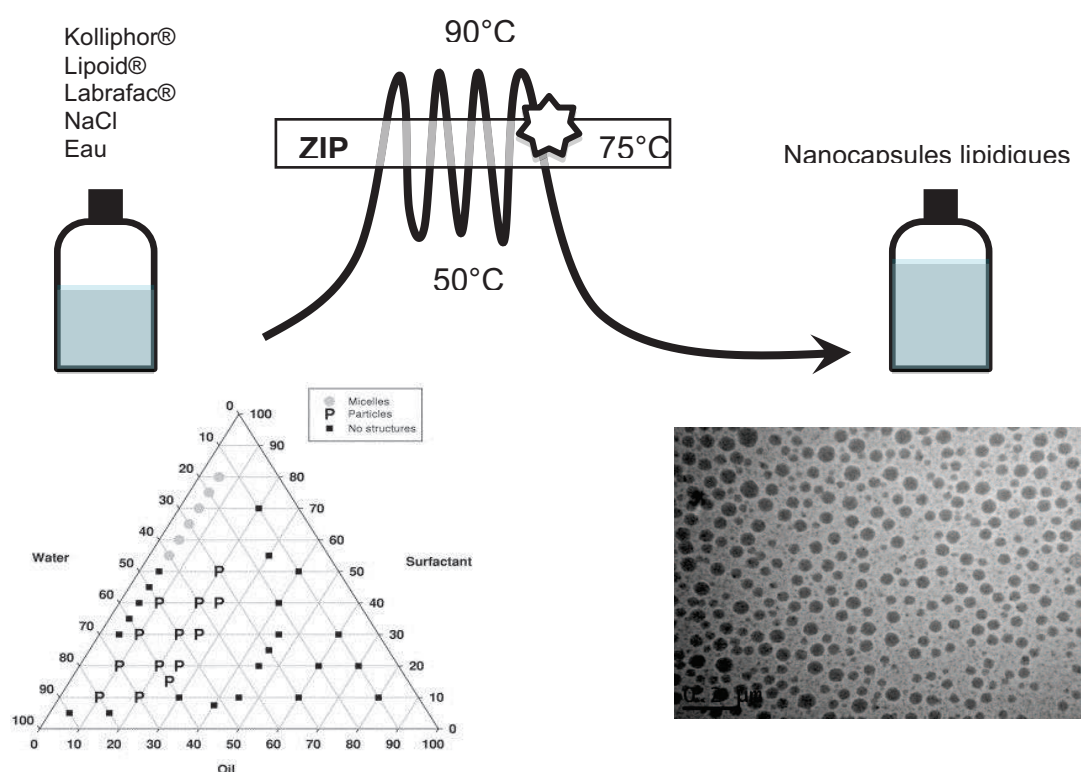 Kolliphor®
Lipoid®
Labrafac®
NaCl
Eau
90°C
ZIP
75°C
50°C
Nanocapsules lipidiques
Micelles
P Particles
No structures
Water
Surfactant
Oil
0
10
20
30
40
50
60
70
80
90
100
100
90
80
70
60
50
40
30
20
10
0
0
10
20
30
40
50
60
70
80
90
100
P
P P P
P P P
P P P
P
P P